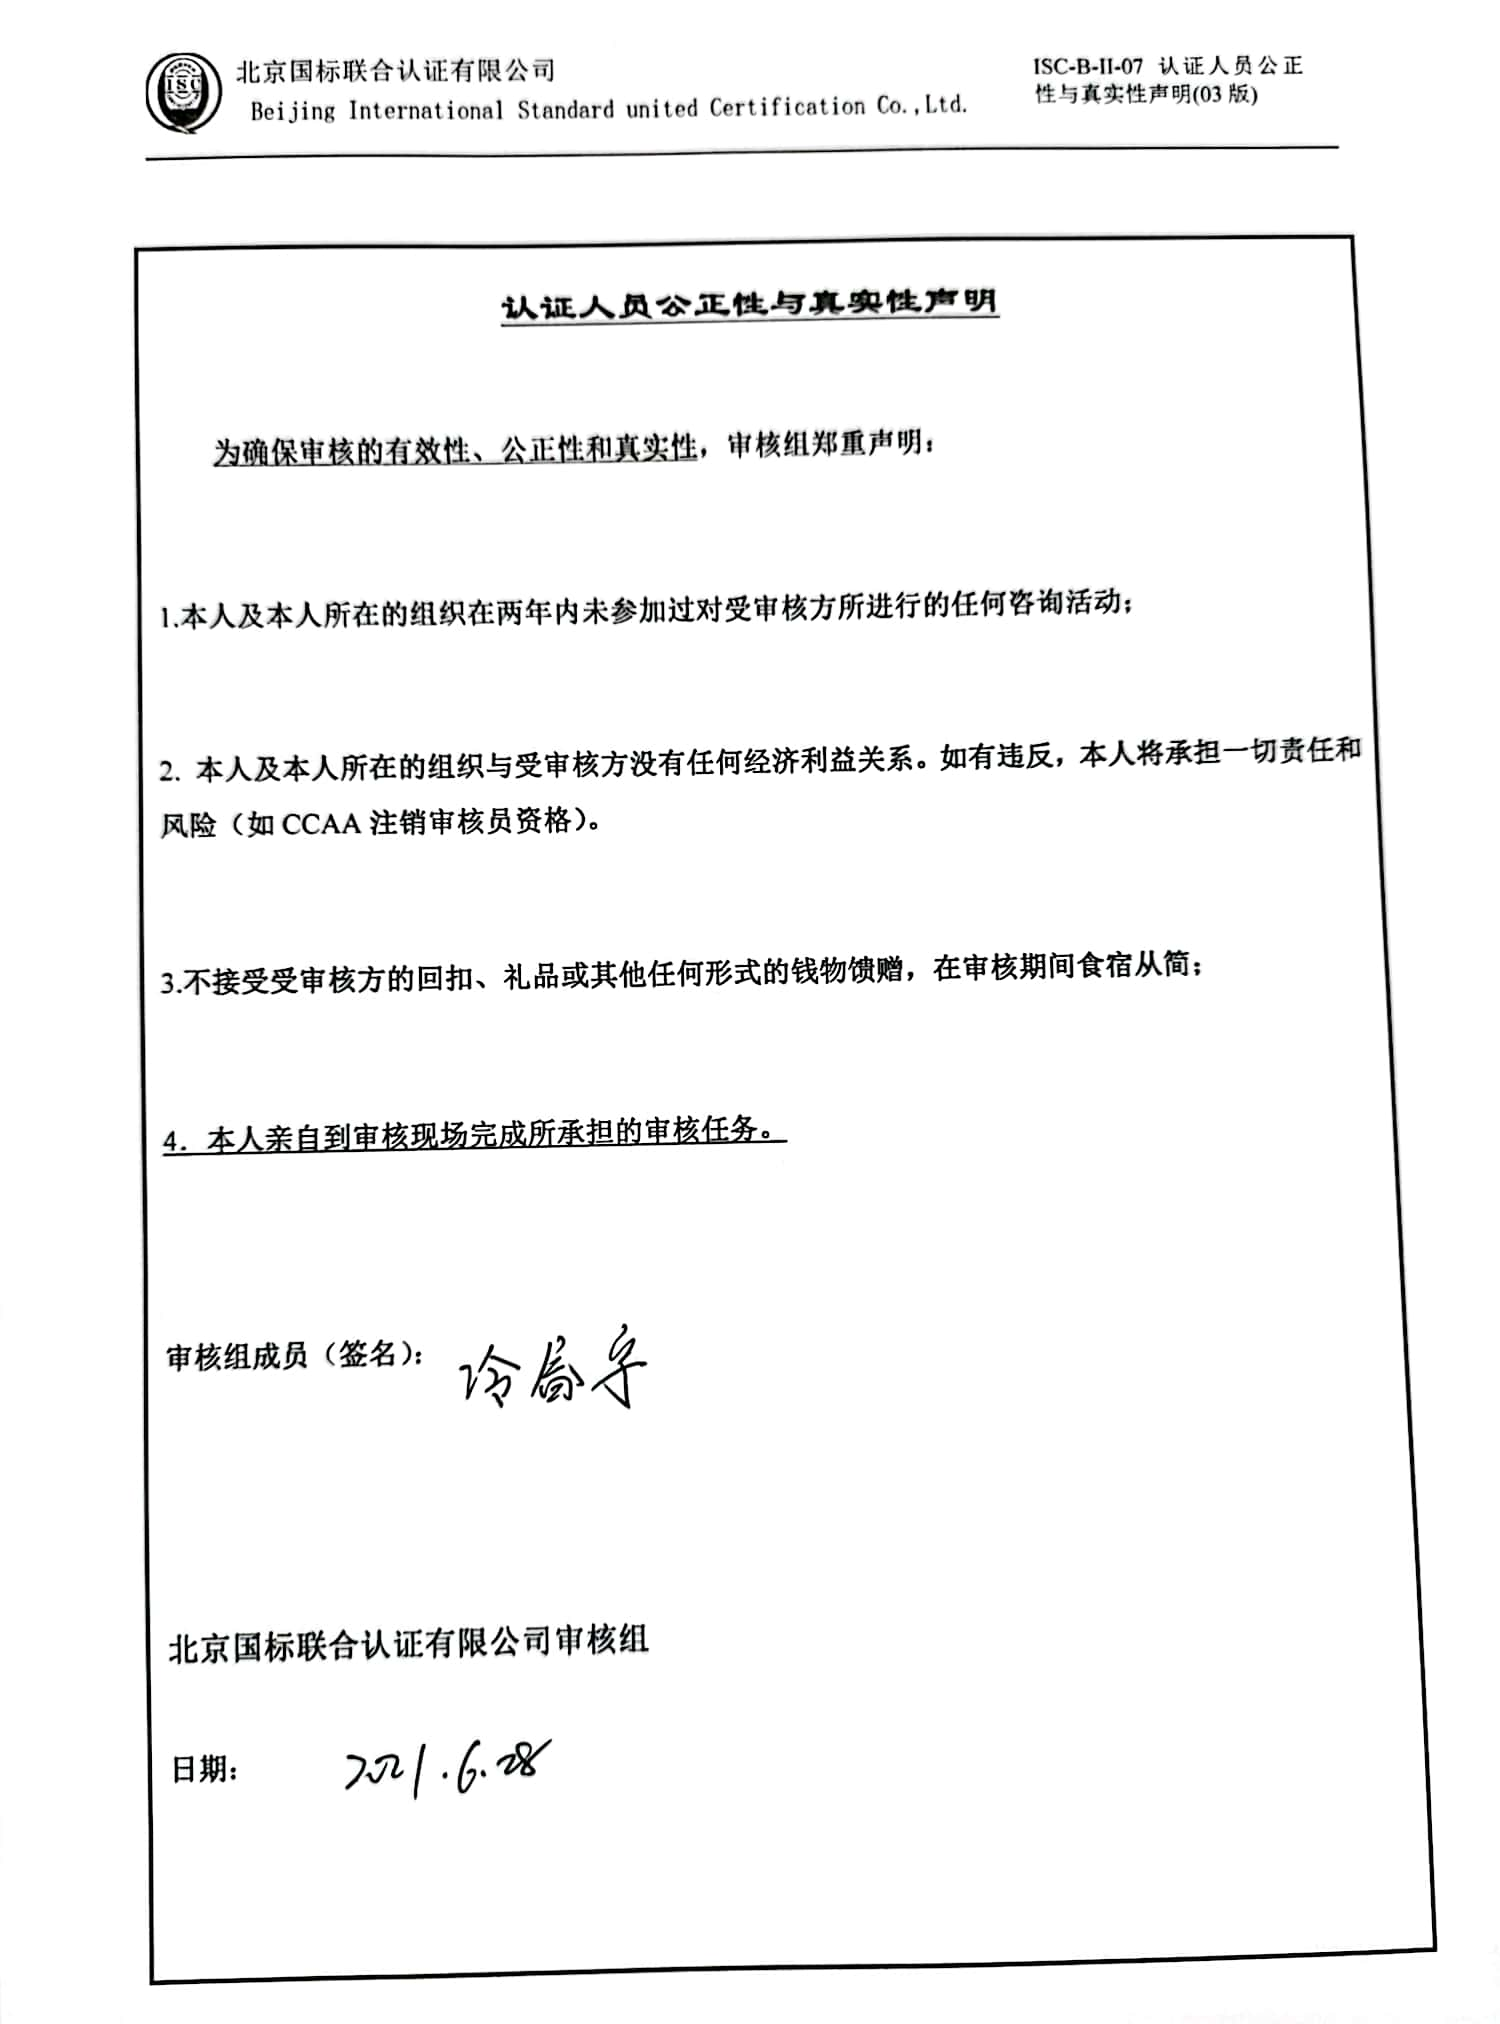 ISC
北京国标联合认证有限公司
Beijing International Standard united Certification Co.,Ltd.
ISC-B-II-07 认证人员公正
性与真实性声明(03 版)
认证人员公正性与真实性声明
为确保审核的有效性、公正性和真实性，审核组郑重声明：
1.本人及本人所在的组织在两年内未参加过对受审核方所进行的任何咨询活动；
2. 本人及本人所在的组织与受审核方没有任何经济利益关系。如有违反，本人将承担一切责任和
风险（如 CCAA 注销审核员资格）。
3.不接受受审核方的回扣、礼品或其他任何形式的钱物馈赠，在审核期间食宿从简；
4. 本人亲自到审核现场完成所承担的审核任务。
审核组成员（签名）：
北京国标联合认证有限公司审核组
日期： 2021.6.28